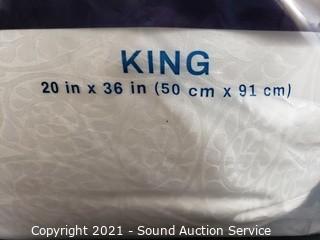 KING
20 in x 36 in (50 cm x 91 cm)
Copyright 2021 - Sound Auction Service